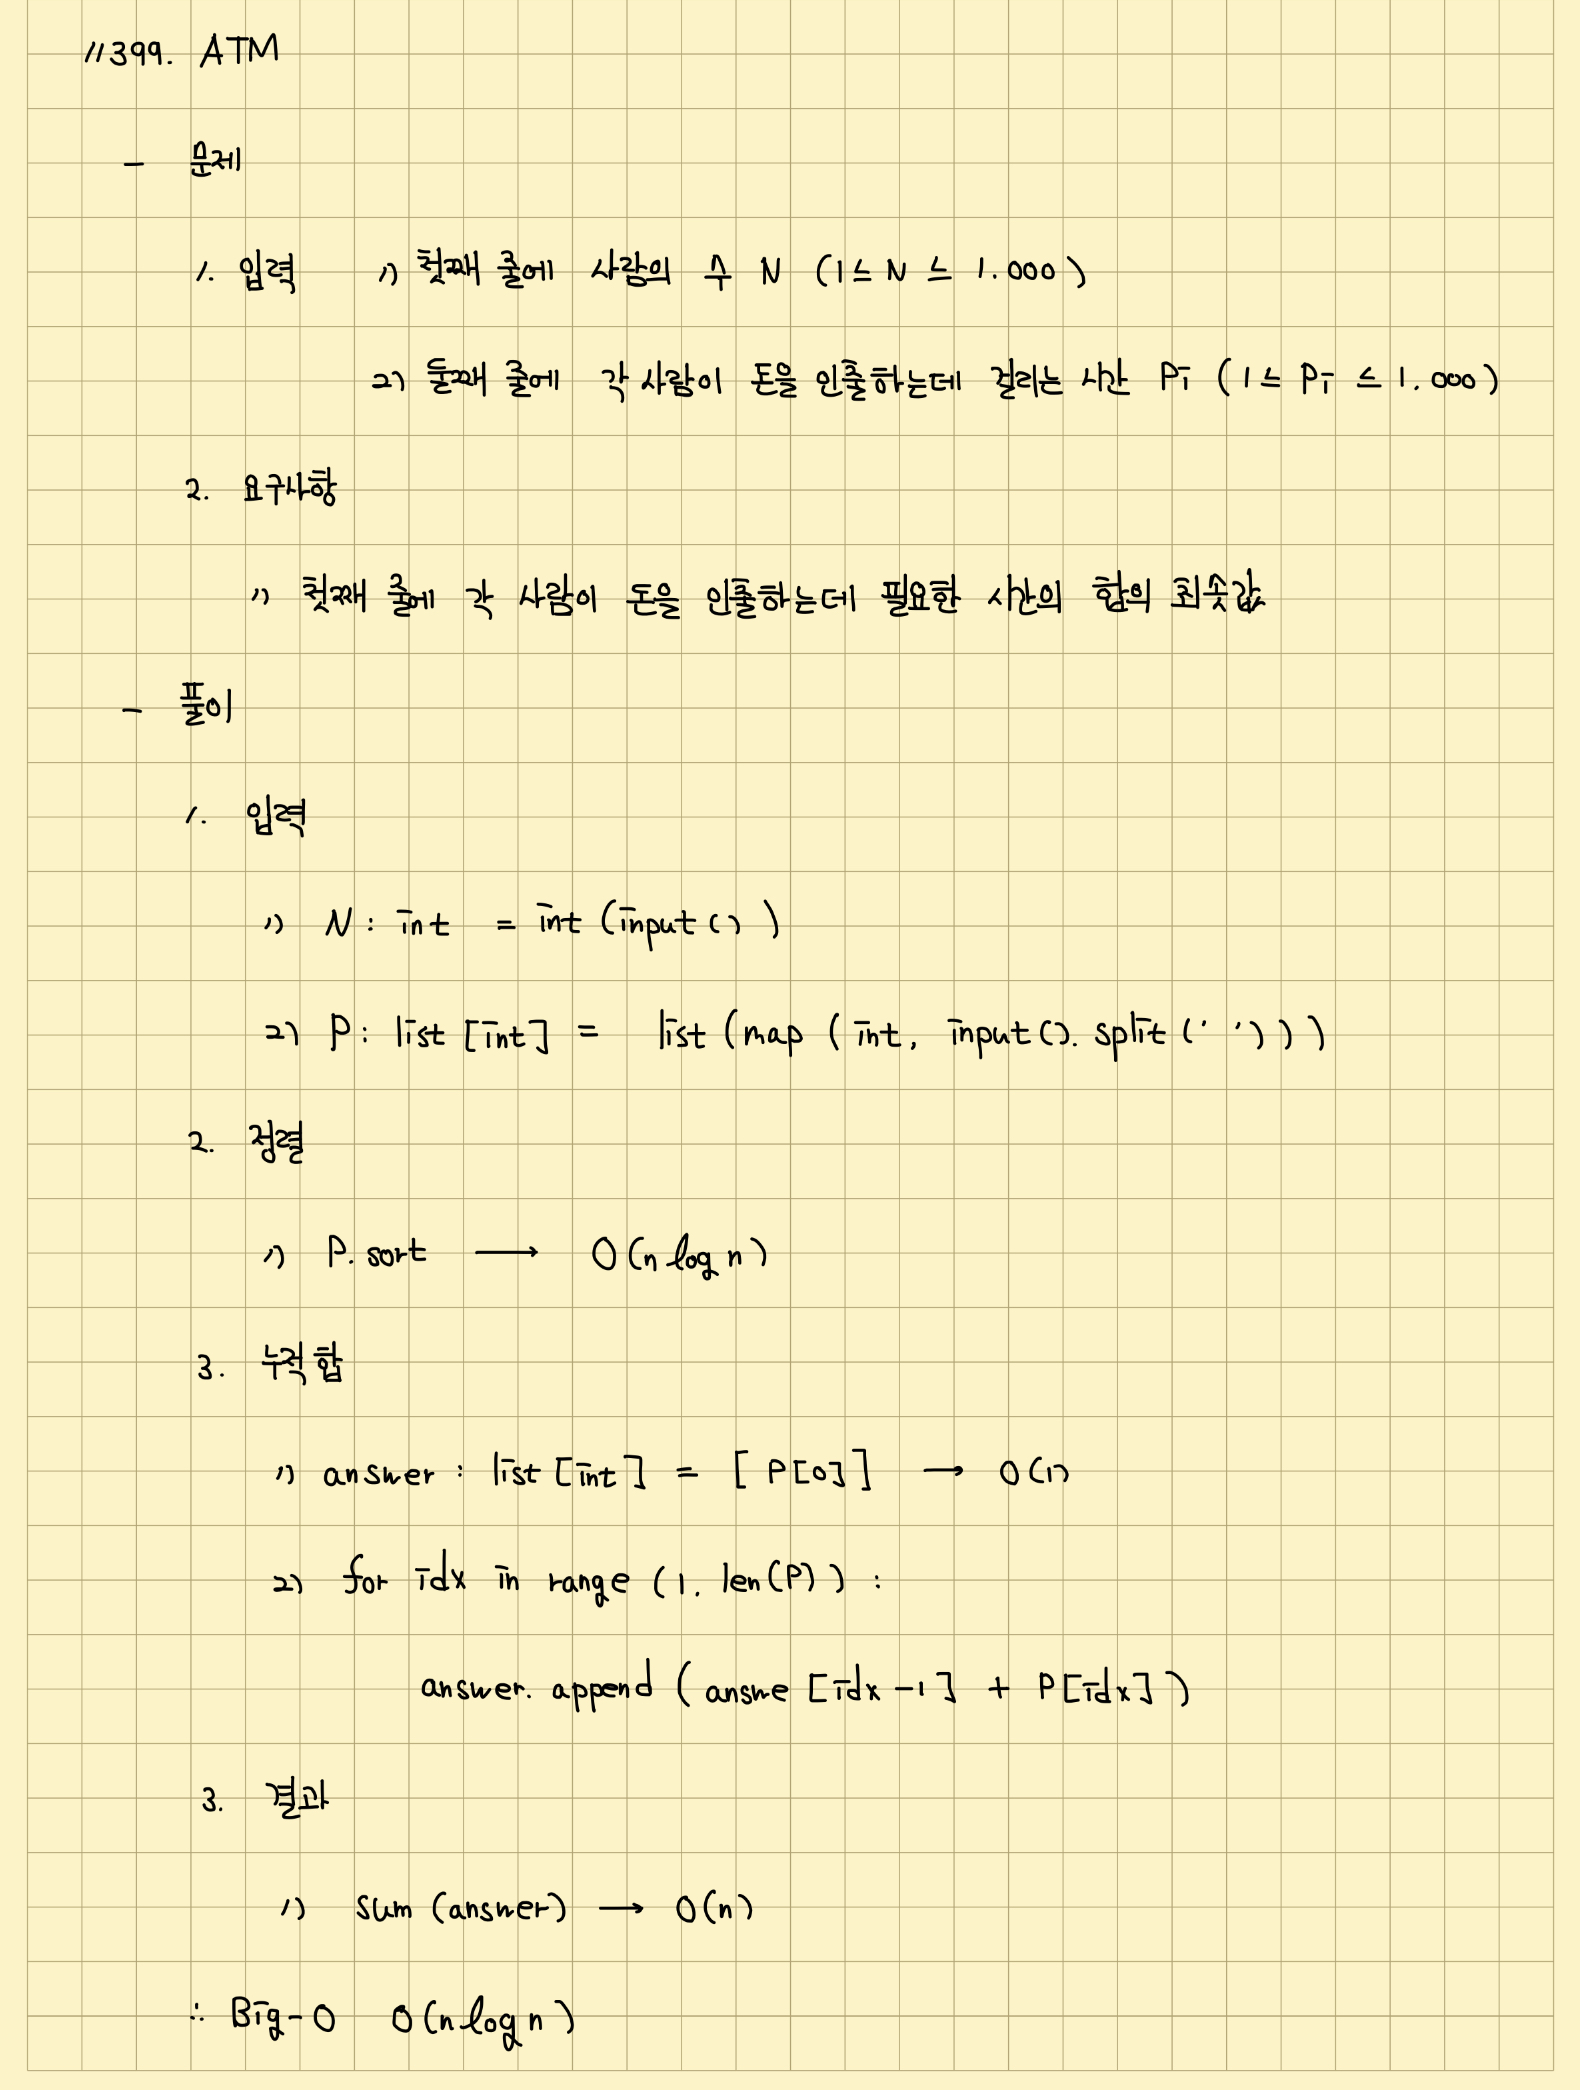 11399. ATM
- 문제
1. 입력 1) 첫째 줄에 사람의 수 N (1 ≤ N ≤ 1.000)
2) 둘째 줄에 각 사람이 돈을 인출하는데 걸리는 시간 Pi (1 ≤ Pi ≤ 1.000)
2. 요구사항
1) 첫째 줄에 각 사람이 돈을 인출하는데 필요한 시간의 합의 최솟값
- 풀이
1. 입력
1) N : int = int (input ( ) )
2) P : list [int] = list (map ( int, input(). split (' ') ) )
2. 정렬
1) P. sort → O(n log n)
3. 누적 합
1) answer : list [int] = [ P[0] ] → O(1)
2) for idx in range (1, len(P) ) :
answer. append ( answe [idx -1] + P[idx] )
3. 결과
1) sum (answer) → O(n)
∴ Big-O O(n log n)